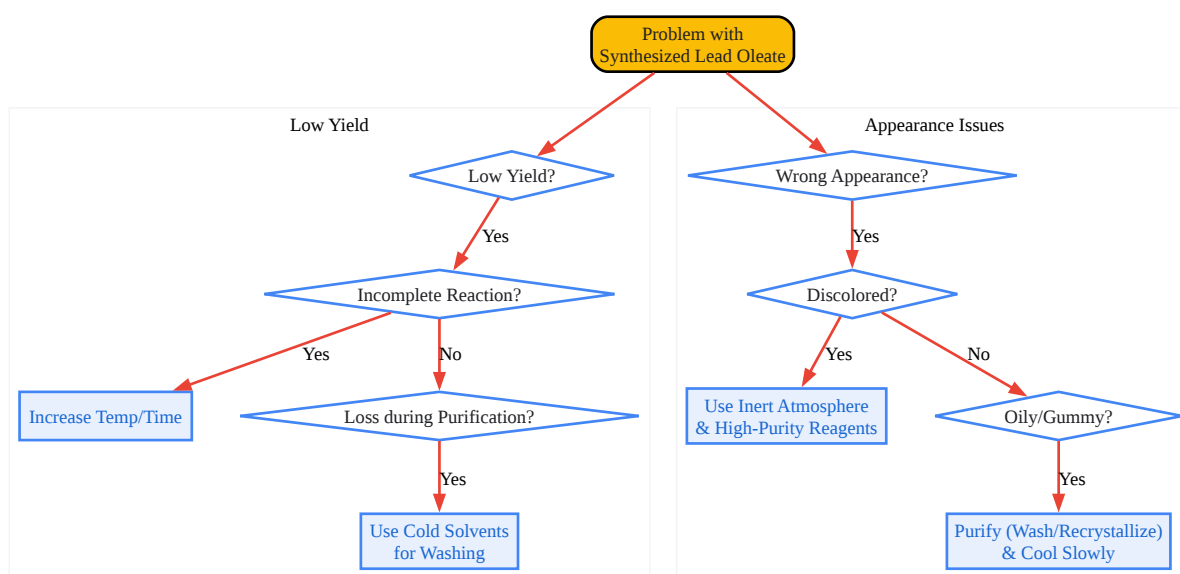 Problem with
Synthesized Lead Oleate
Low Yield
Appearance Issues
Low Yield?
Wrong Appearance?
Yes
Yes
Incomplete Reaction?
Discolored?
Yes
No
Yes
No
Increase Temp/Time
Loss during Purification?
Use Inert Atmosphere
& High-Purity Reagents
Oily/Gummy?
Yes
Yes
Use Cold Solvents
for Washing
Purify (Wash/Recrystallize)
& Cool Slowly